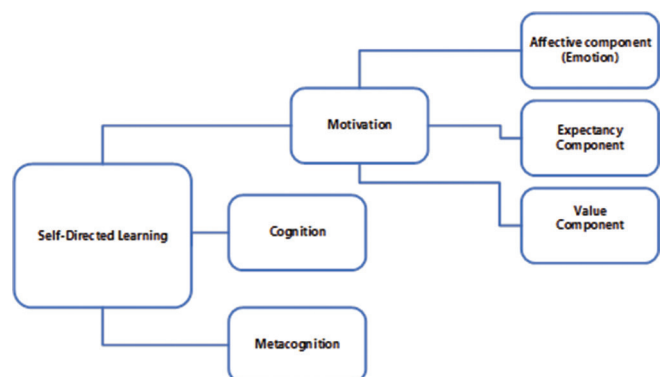 Affective component
(Emotion)
Motivation
Expectancy
Component
Value
Component
Self-Directed Learning
Cognition
Metacognition